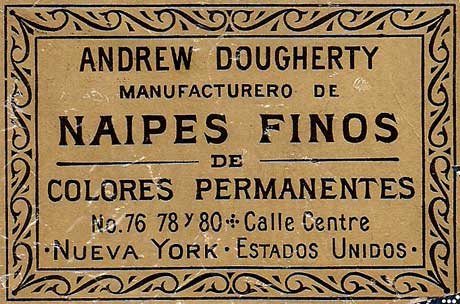 ANDREW DOUGHERTY
MANUFACTURERO DE
NAIPES FINOS
DE
COLORES PERMANENTES
No. 76 78 y 80 ⁘ Calle Centre
· NUEVA YORK · ESTADOS UNIDOS ·